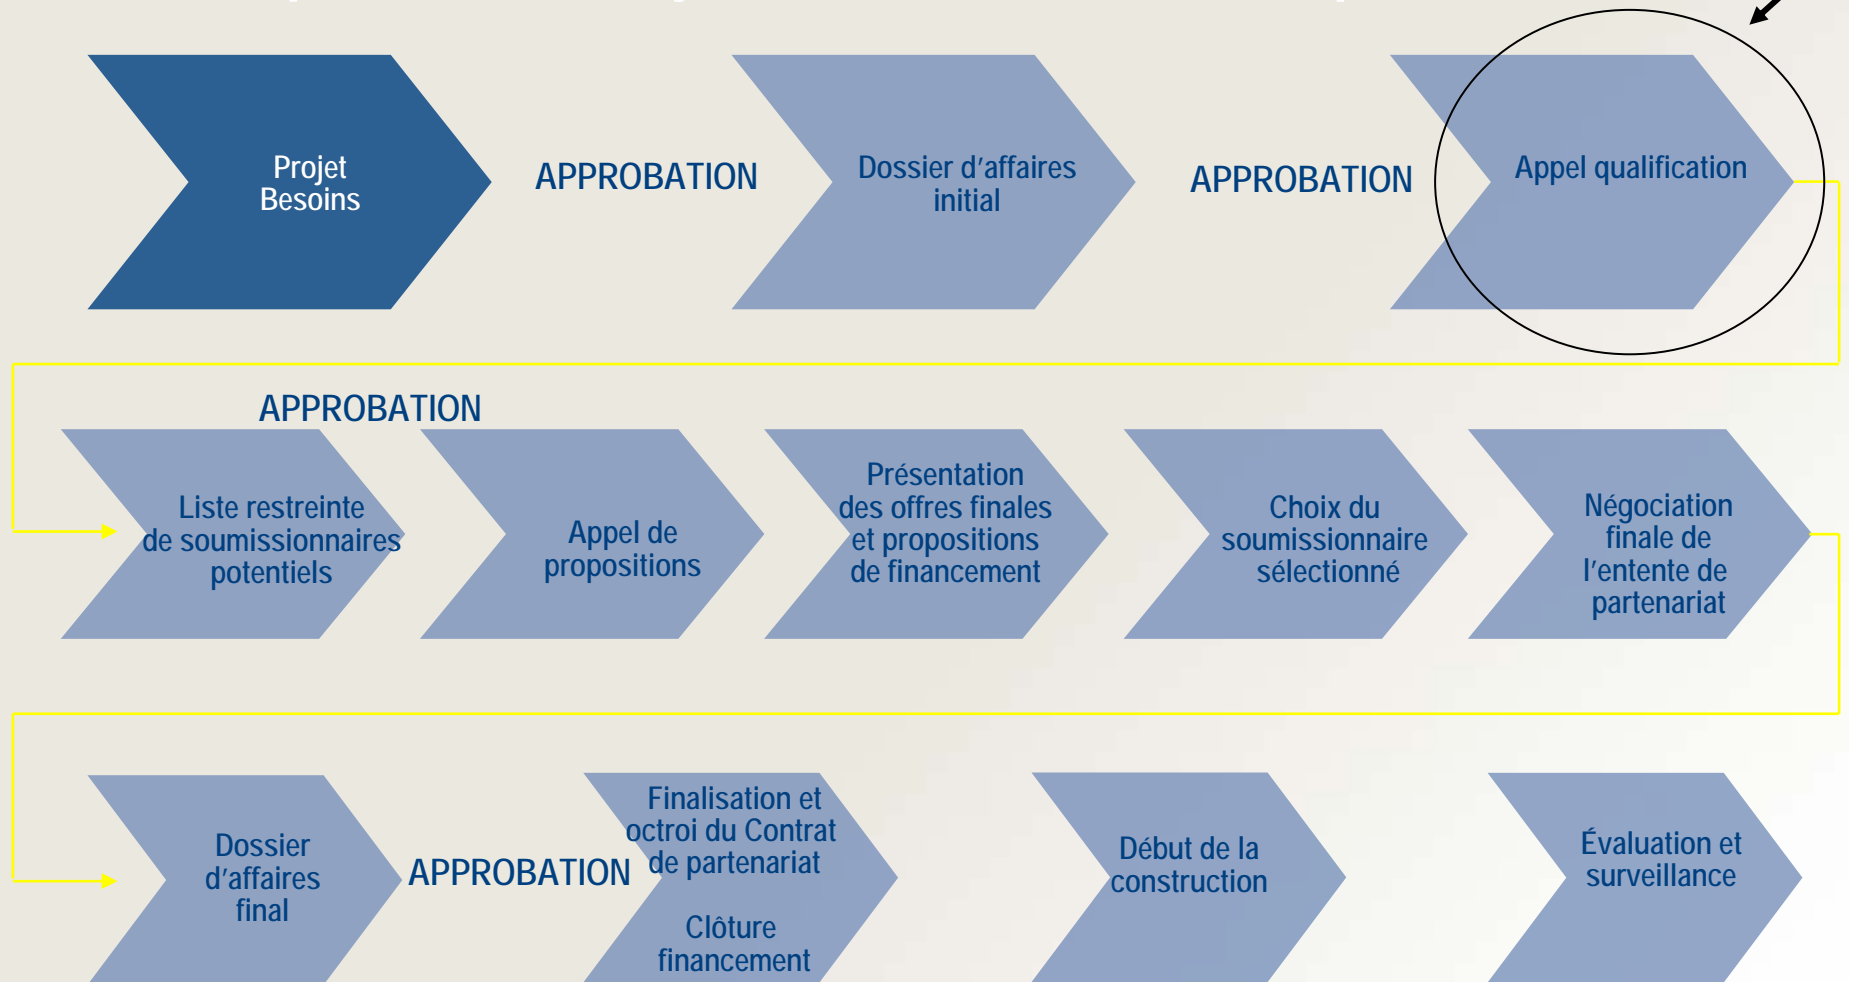 Projet
Besoins
APPROBATION
Dossier d'affaires
initial
APPROBATION
Appel qualification
APPROBATION
Liste restreinte
de soumissionnaires
potentiels
Appel de
propositions
Présentation
des offres finales
et propositions
de financement
Choix du
soumissionnaire
sélectionné
Négociation
finale de
l'entente de
partenariat
Dossier
d'affaires
final
APPROBATION
Finalisation et
octroi du Contrat
de partenariat
Clôture
financement
Début de la
construction
Évaluation et
surveillance